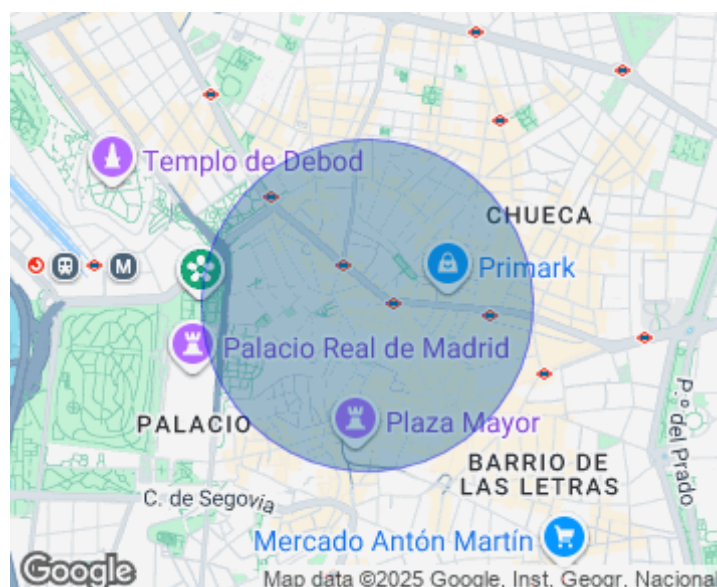 Templo de Debod
CHUECA
M
Primark
Palacio Real de Madrid
PALACIO
Plaza Mayor
P.º del Prado
BARRIO DE
LAS LETRAS
C. de Segovia
Mercado Antón Martín
Google
Map data ©2025 Google, Inst. Geogr. Nacional